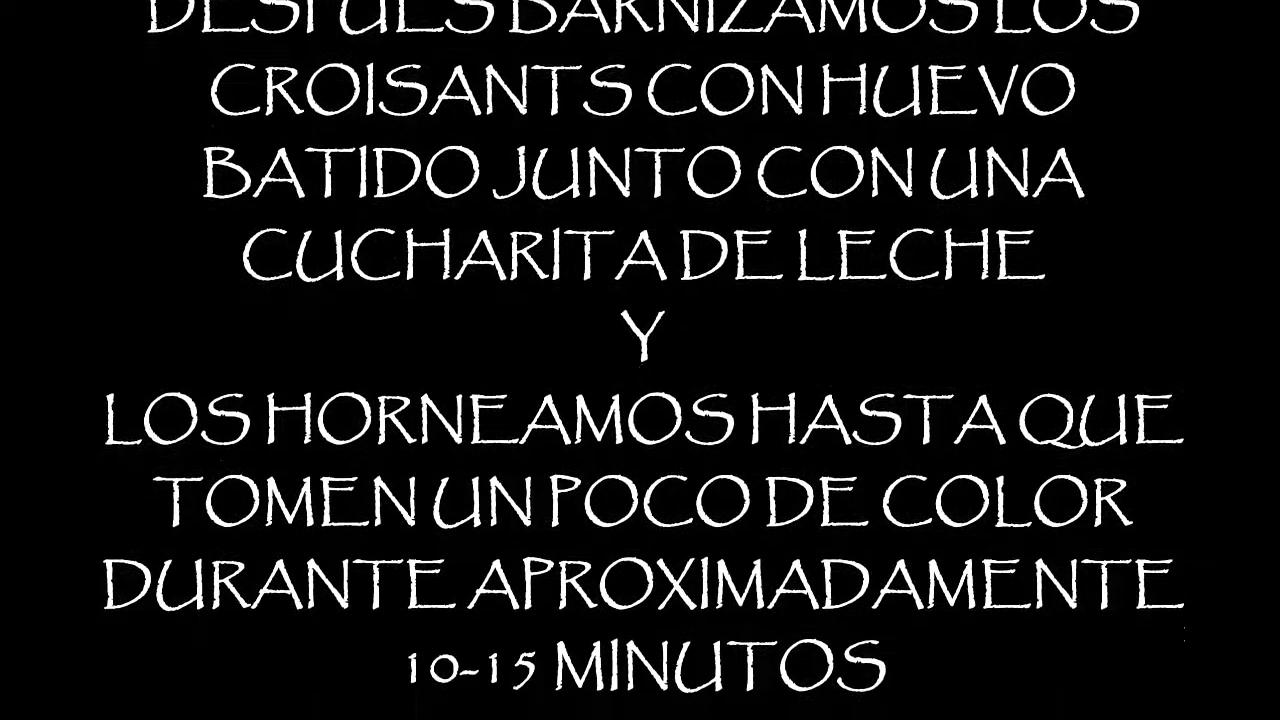 DESPUES BARNIZAMOS LOS
CROISANTS CON HUEVO
BATIDO JUNTO CON UNA
CUCHARITA DE LECHE
Y
LOS HORNEAMOS HASTA QUE
TOMEN UN POCO DE COLOR
DURANTE APROXIMADAMENTE
10-15 MINUTOS